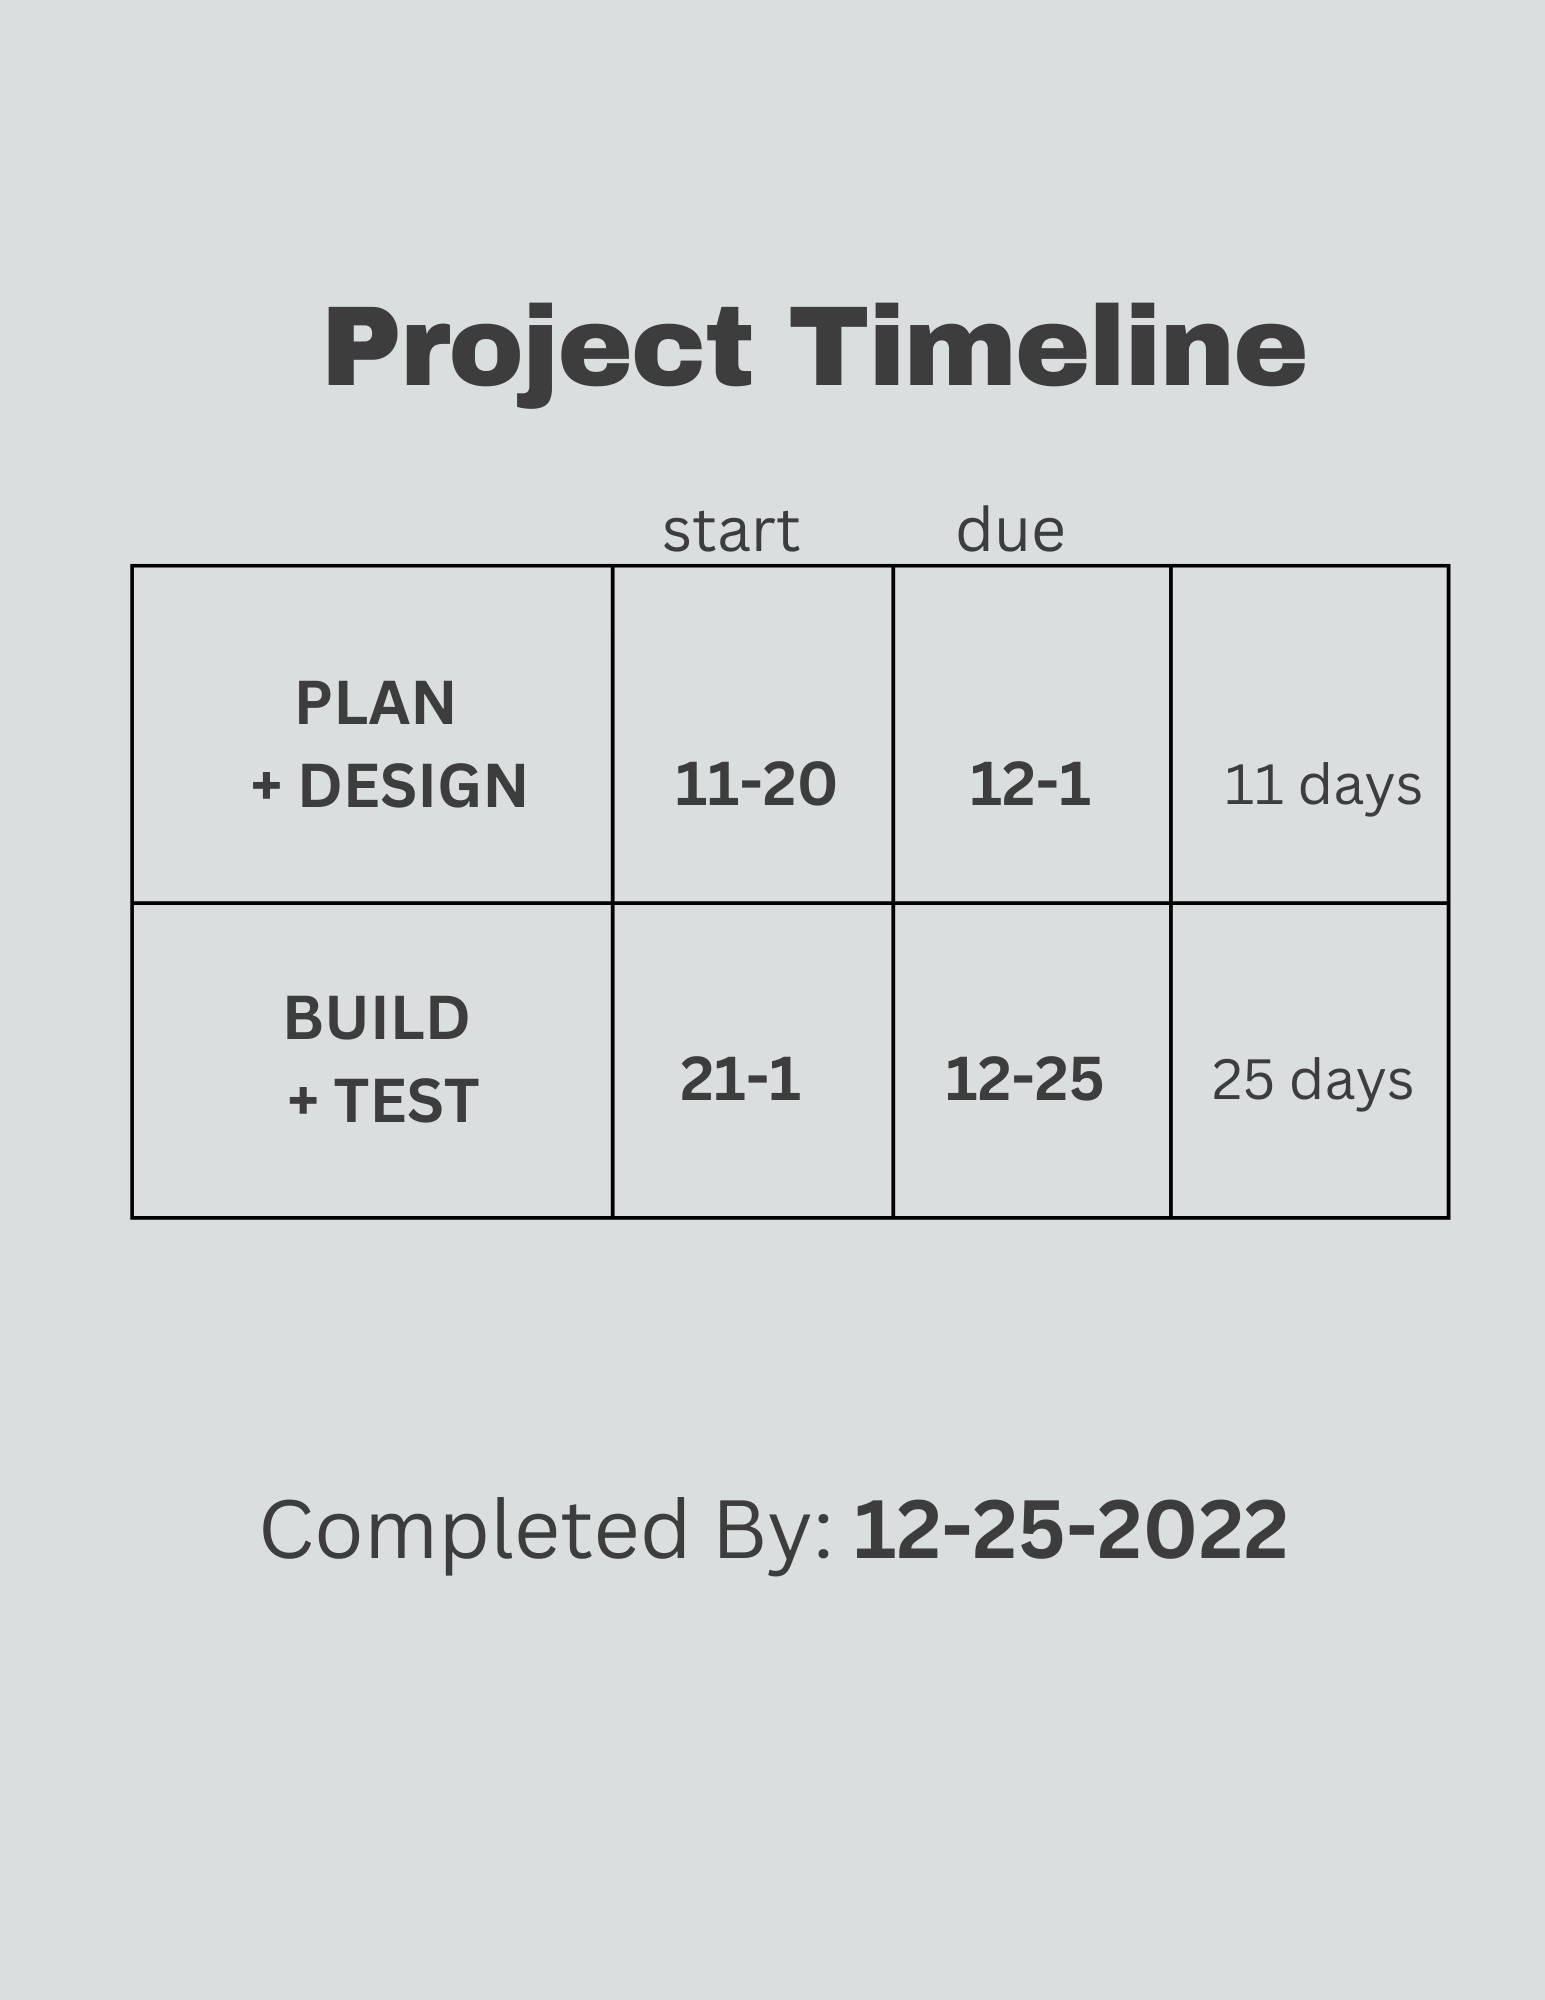 Project Timeline
start due
PLAN
+ DESIGN 11-20 12-1 11 days
BUILD
+ TEST 21-1 12-25 25 days
Completed By: 12-25-2022